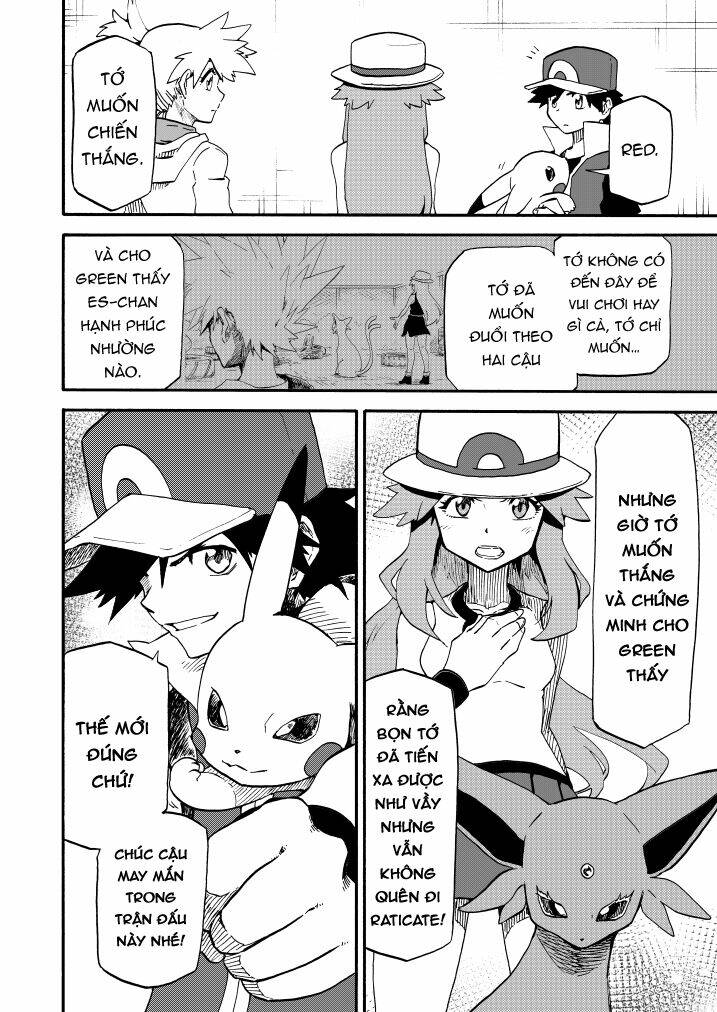 RED.
TỚ
MUỐN
CHIẾN
THẮNG.
TỚ KHÔNG CÓ
ĐẾN ĐÂY ĐỂ
VUI CHƠI HAY
GÌ CẢ, TỚ CHỈ
MUỐN...
TỚ ĐÃ
MUỐN
ĐUỔI THEO
HAI CẬU
VÀ CHO
GREEN THẤY
ES-CHAN
HẠNH PHÚC
NHƯỜNG
NÀO.
NHƯNG
GIỜ TỚ
MUỐN
THẮNG
VÀ CHỨNG
MINH CHO
GREEN
THẤY
RẰNG
BỌN TỚ
ĐÃ TIẾN
XA ĐƯỢC
NHƯ VẦY
NHƯNG
VẪN
KHÔNG
QUÊN ĐI
RATICATE!
THẾ MỚI
ĐÚNG
CHỨ!
CHÚC CẬU
MAY MẮN
TRONG
TRẬN ĐẤU
NÀY NHÉ!